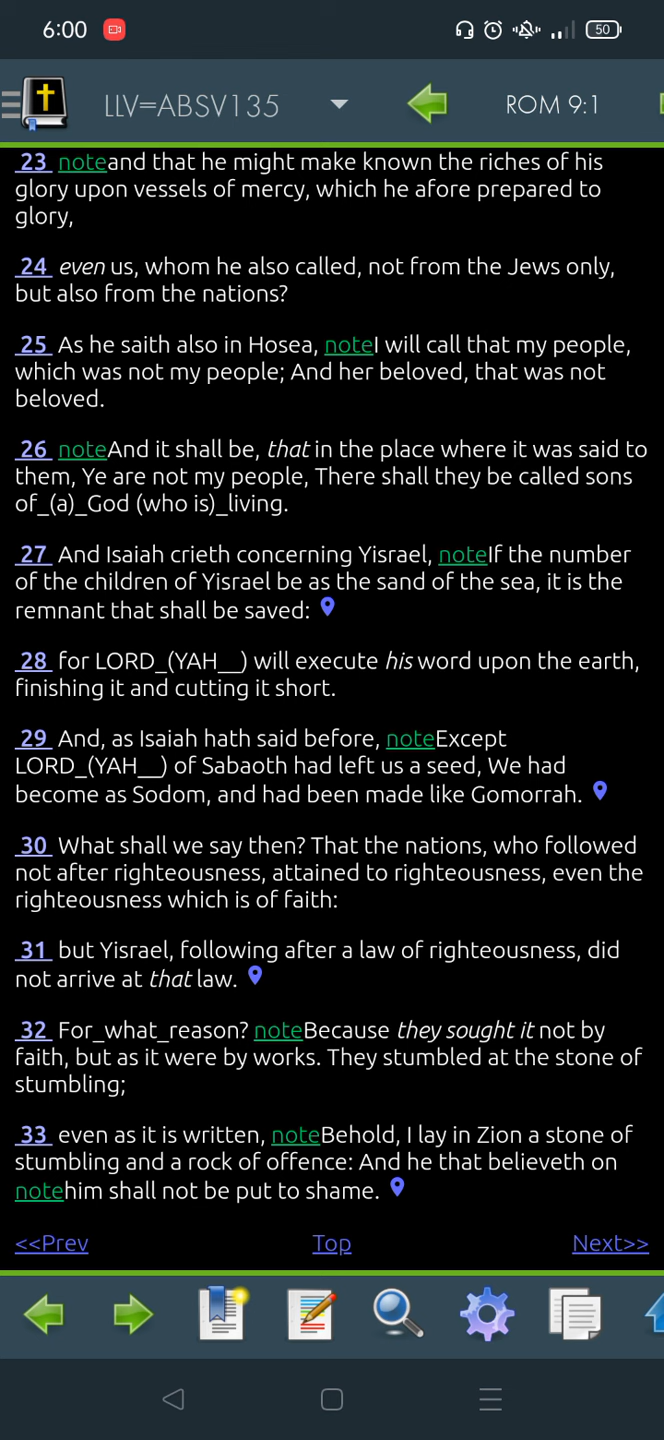 6:00
50
LLV=ABSV135
ROM 9:1
23 noteand that he might make known the riches of his
glory upon vessels of mercy, which he afore prepared to
glory,
24 even us, whom he also called, not from the Jews only,
but also from the nations?
25 As he saith also in Hosea, noteI will call that my people,
which was not my people; And her beloved, that was not
beloved.
26 noteAnd it shall be, that in the place where it was said to
them, Ye are not my people, There shall they be called sons
of_(a)_God (who is)_living.
27 And Isaiah crieth concerning Yisrael, noteIf the number
of the children of Yisrael be as the sand of the sea, it is the
remnant that shall be saved:
28 for LORD_(YAH__) will execute his word upon the earth,
finishing it and cutting it short.
29 And, as Isaiah hath said before, noteExcept
LORD_(YAH__) of Sabaoth had left us a seed, We had
become as Sodom, and had been made like Gomorrah.
30 What shall we say then? That the nations, who followed
not after righteousness, attained to righteousness, even the
righteousness which is of faith:
31 but Yisrael, following after a law of righteousness, did
not arrive at that law.
32 For_what_reason? noteBecause they sought it not by
faith, but as it were by works. They stumbled at the stone of
stumbling;
33 even as it is written, noteBehold, I lay in Zion a stone of
stumbling and a rock of offence: And he that believeth on
notehim shall not be put to shame.
<<Prev Top Next>>